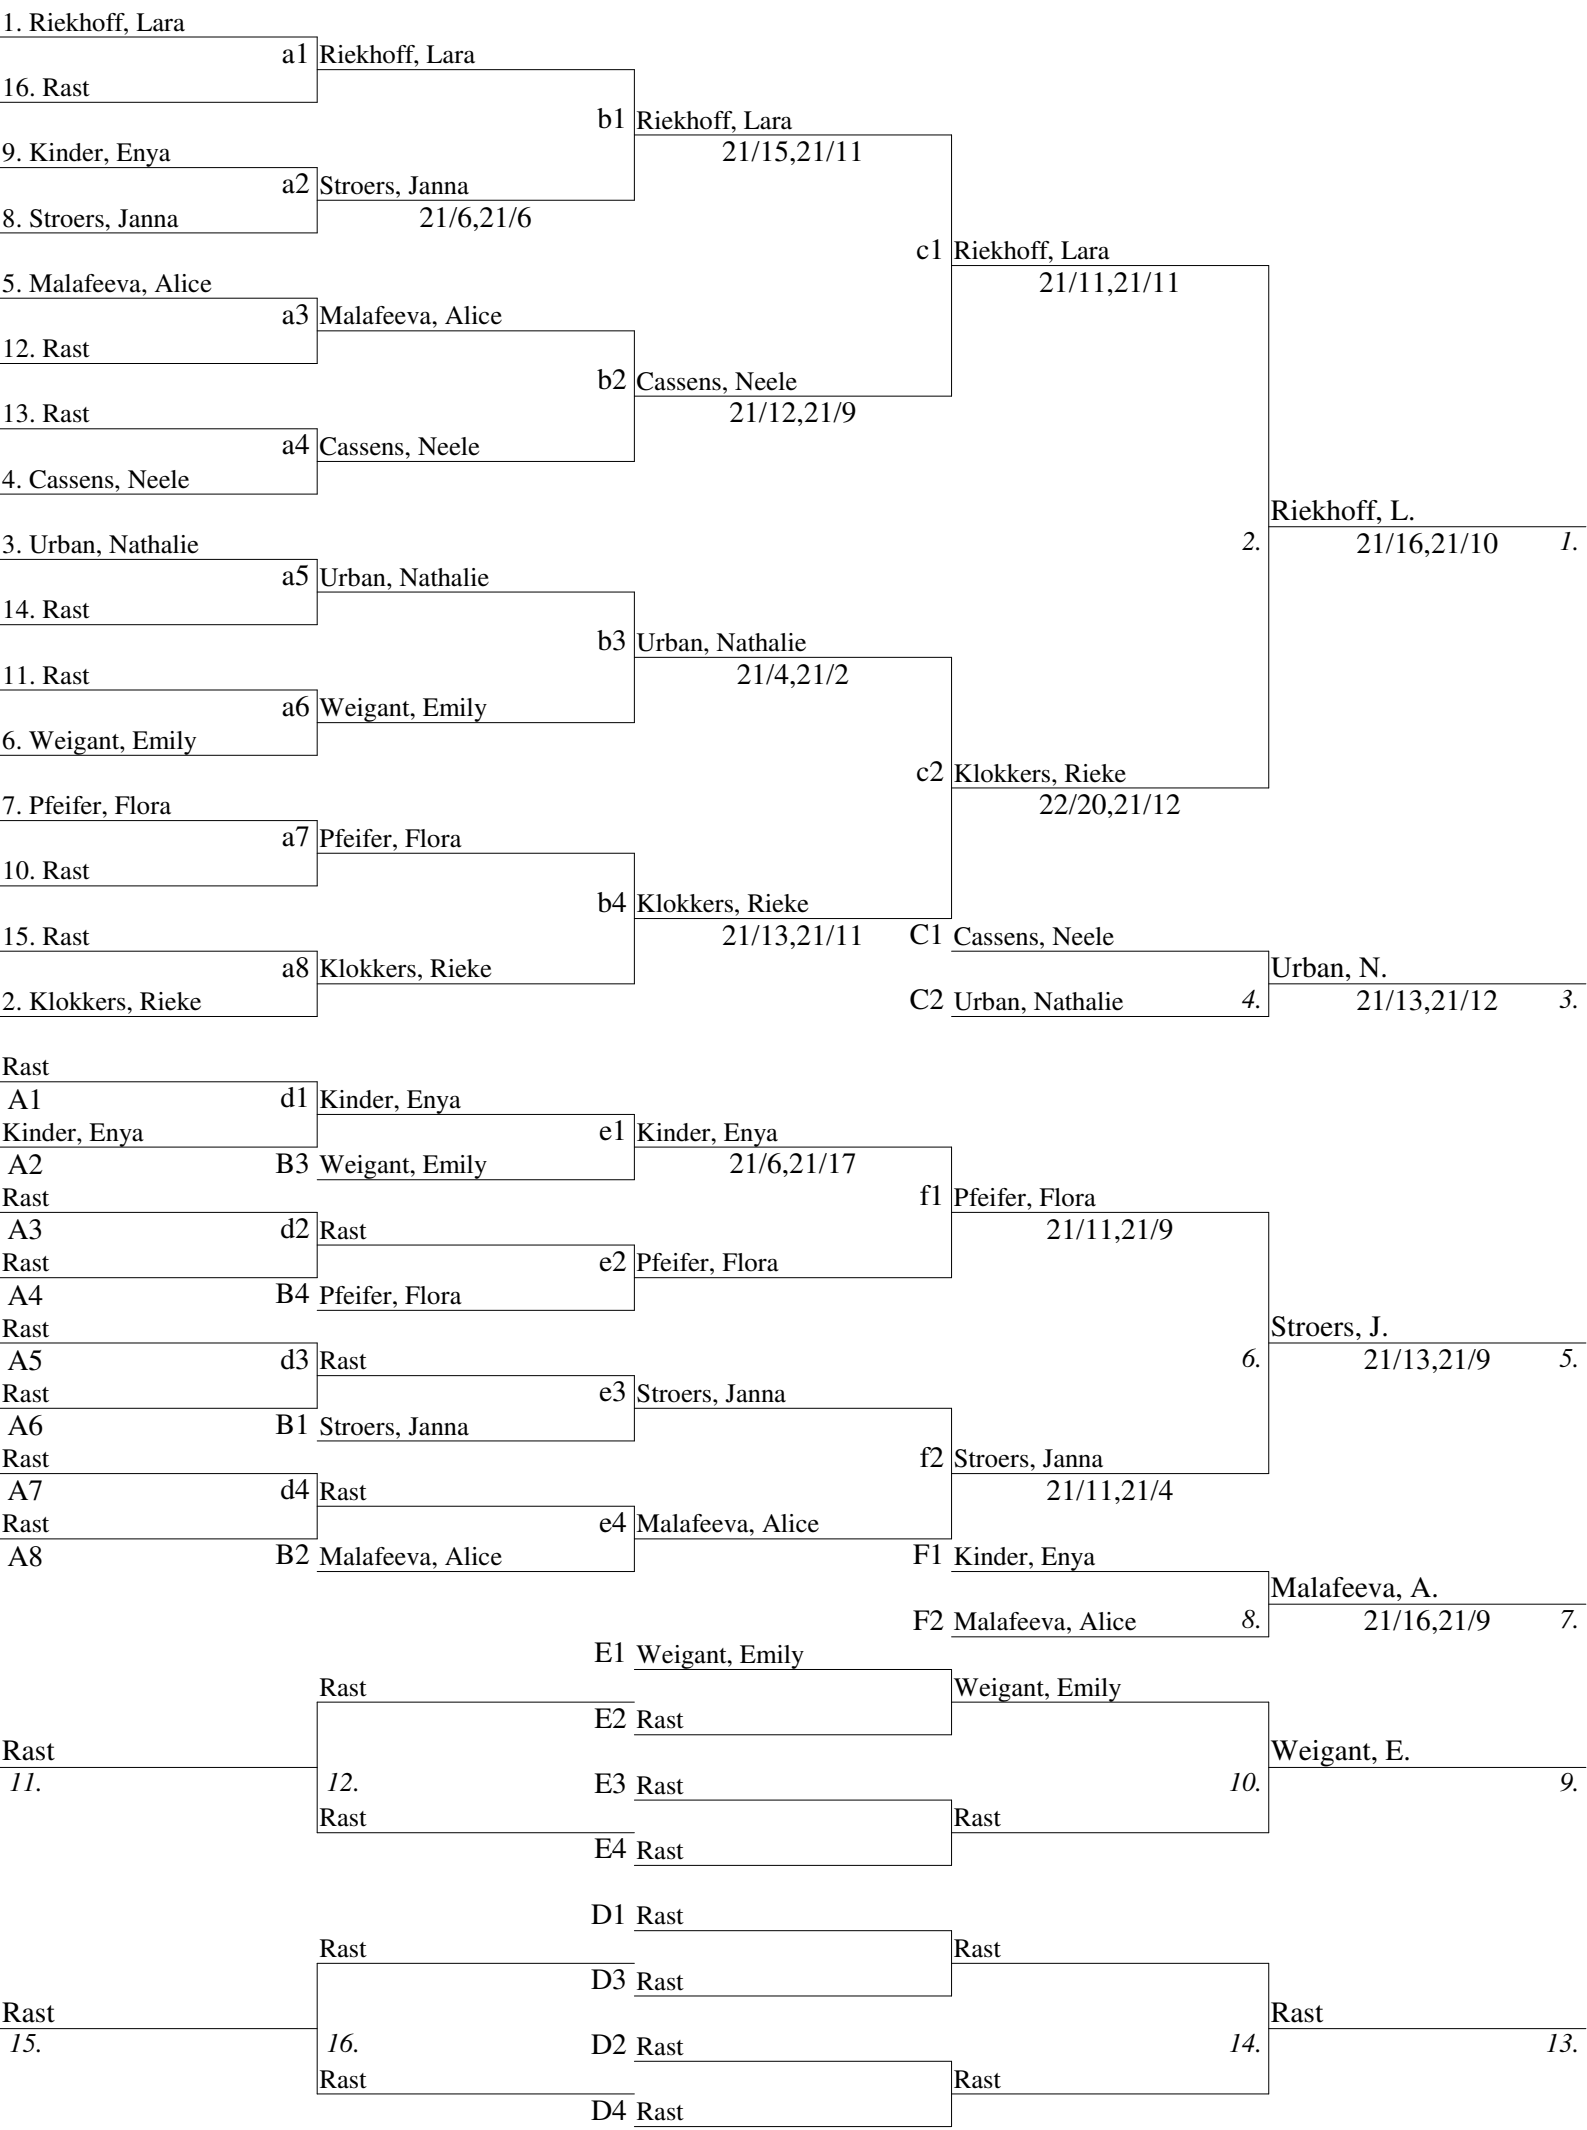 1. Riekhoff, Lara
a1 Riekhoff, Lara
16. Rast
b1 Riekhoff, Lara
21/15,21/11
9. Kinder, Enya
a2 Stroers, Janna
21/6,21/6
8. Stroers, Janna
c1 Riekhoff, Lara
21/11,21/11
5. Malafeeva, Alice
a3 Malafeeva, Alice
12. Rast
b2 Cassens, Neele
21/12,21/9
13. Rast
a4 Cassens, Neele
4. Cassens, Neele
Riekhoff, L.
2. 21/16,21/10 1.
3. Urban, Nathalie
a5 Urban, Nathalie
14. Rast
b3 Urban, Nathalie
21/4,21/2
11. Rast
a6 Weigant, Emily
6. Weigant, Emily
c2 Klokkers, Rieke
22/20,21/12
7. Pfeifer, Flora
a7 Pfeifer, Flora
10. Rast
b4 Klokkers, Rieke
21/13,21/11
15. Rast
a8 Klokkers, Rieke
2. Klokkers, Rieke
C1 Cassens, Neele
Urban, N.
C2 Urban, Nathalie 4. 21/13,21/12 3.
Rast
A1 d1 Kinder, Enya
Kinder, Enya e1 Kinder, Enya
A2 B3 Weigant, Emily 21/6,21/17
Rast f1 Pfeifer, Flora
A3 d2 Rast 21/11,21/9
Rast e2 Pfeifer, Flora
A4 B4 Pfeifer, Flora
Rast Stroers, J.
A5 d3 Rast 6. 21/13,21/9 5.
Rast e3 Stroers, Janna
A6 B1 Stroers, Janna
Rast f2 Stroers, Janna
A7 d4 Rast 21/11,21/4
Rast e4 Malafeeva, Alice
A8 B2 Malafeeva, Alice F1 Kinder, Enya
Malafeeva, A.
F2 Malafeeva, Alice 8. 21/16,21/9 7.
E1 Weigant, Emily
Rast Weigant, Emily
E2 Rast
Rast Weigant, E.
11. 12. E3 Rast 10. 9.
Rast Rast
E4 Rast
D1 Rast
Rast Rast
D3 Rast
Rast Rast
15. 16. D2 Rast 14. 13.
Rast Rast
D4 Rast